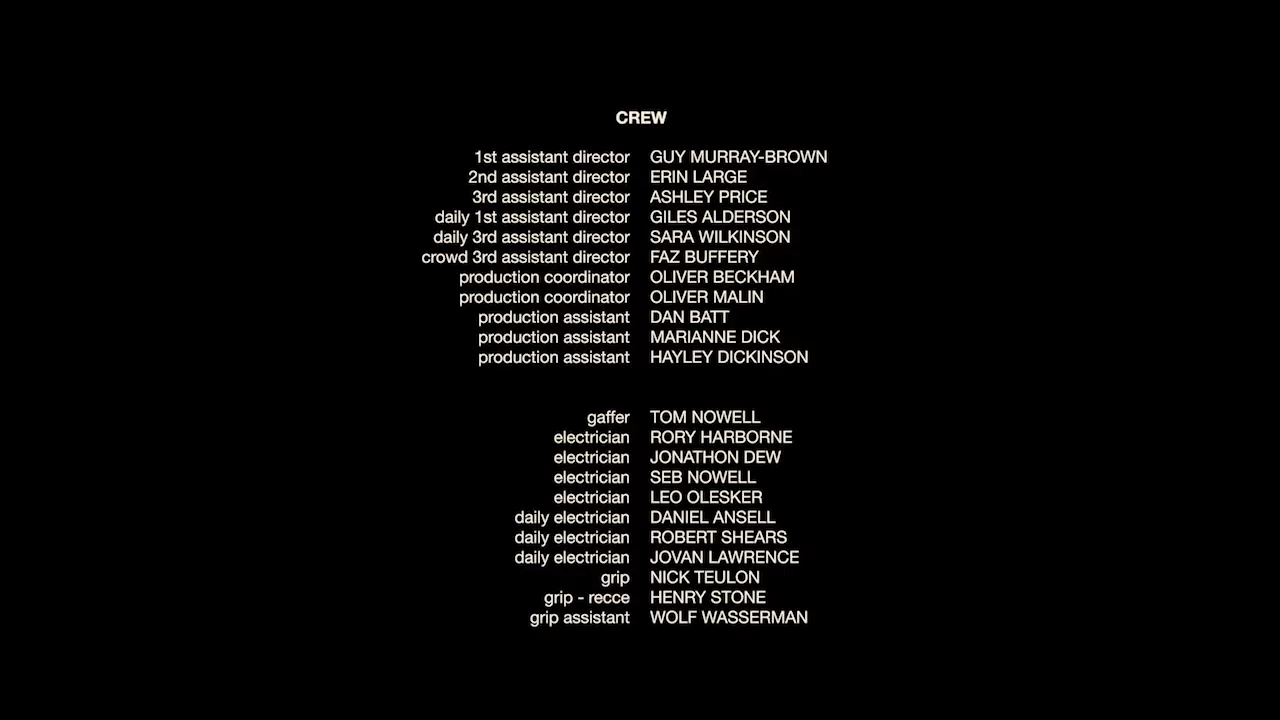 CREW
1st assistant director GUY MURRAY-BROWN
2nd assistant director ERIN LARGE
3rd assistant director ASHLEY PRICE
daily 1st assistant director GILES ALDERSON
daily 3rd assistant director SARA WILKINSON
crowd 3rd assistant director FAZ BUFFERY
production coordinator OLIVER BECKHAM
production coordinator OLIVER MALIN
production assistant DAN BATT
production assistant MARIANNE DICK
production assistant HAYLEY DICKINSON
gaffer TOM NOWELL
electrician RORY HARBORNE
electrician JONATHON DEW
electrician SEB NOWELL
electrician LEO OLESKER
daily electrician DANIEL ANSELL
daily electrician ROBERT SHEARS
daily electrician JOVAN LAWRENCE
grip NICK TEULON
grip - recce HENRY STONE
grip assistant WOLF WASSERMAN